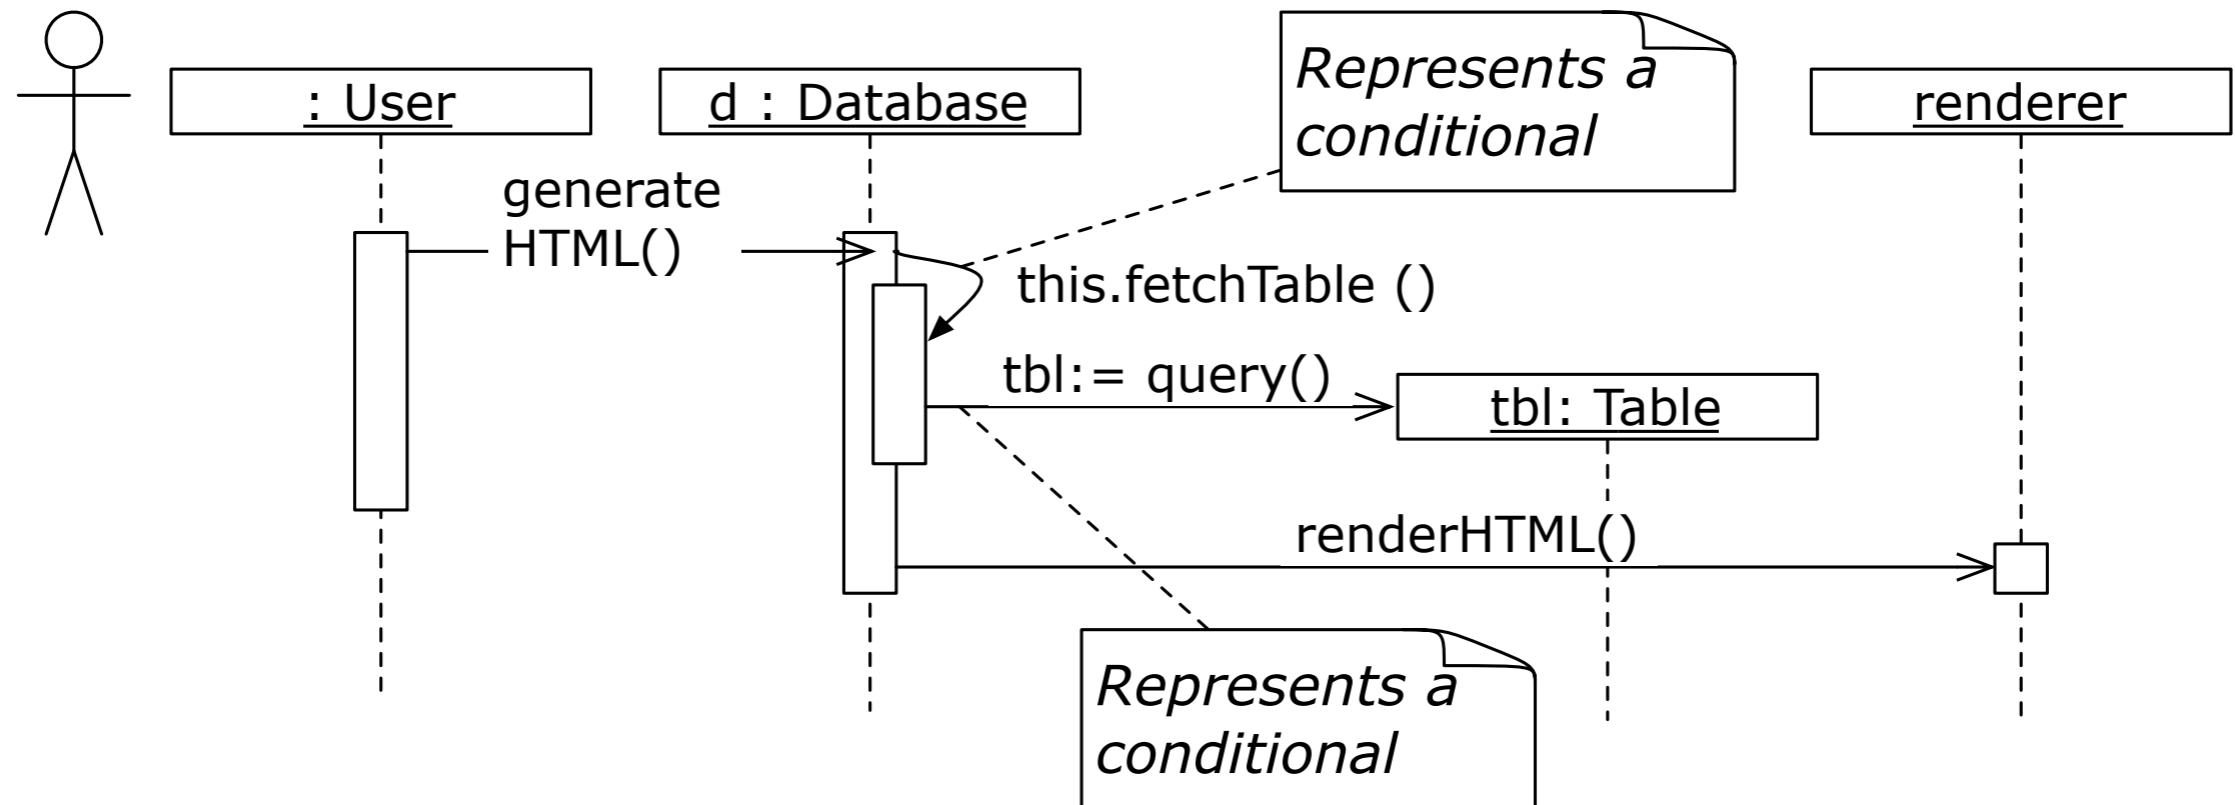 : User
d : Database
Represents a
conditional
renderer
generate
HTML()
this.fetchTable ()
tbl:= query()
tbl: Table
renderHTML()
Represents a
conditional